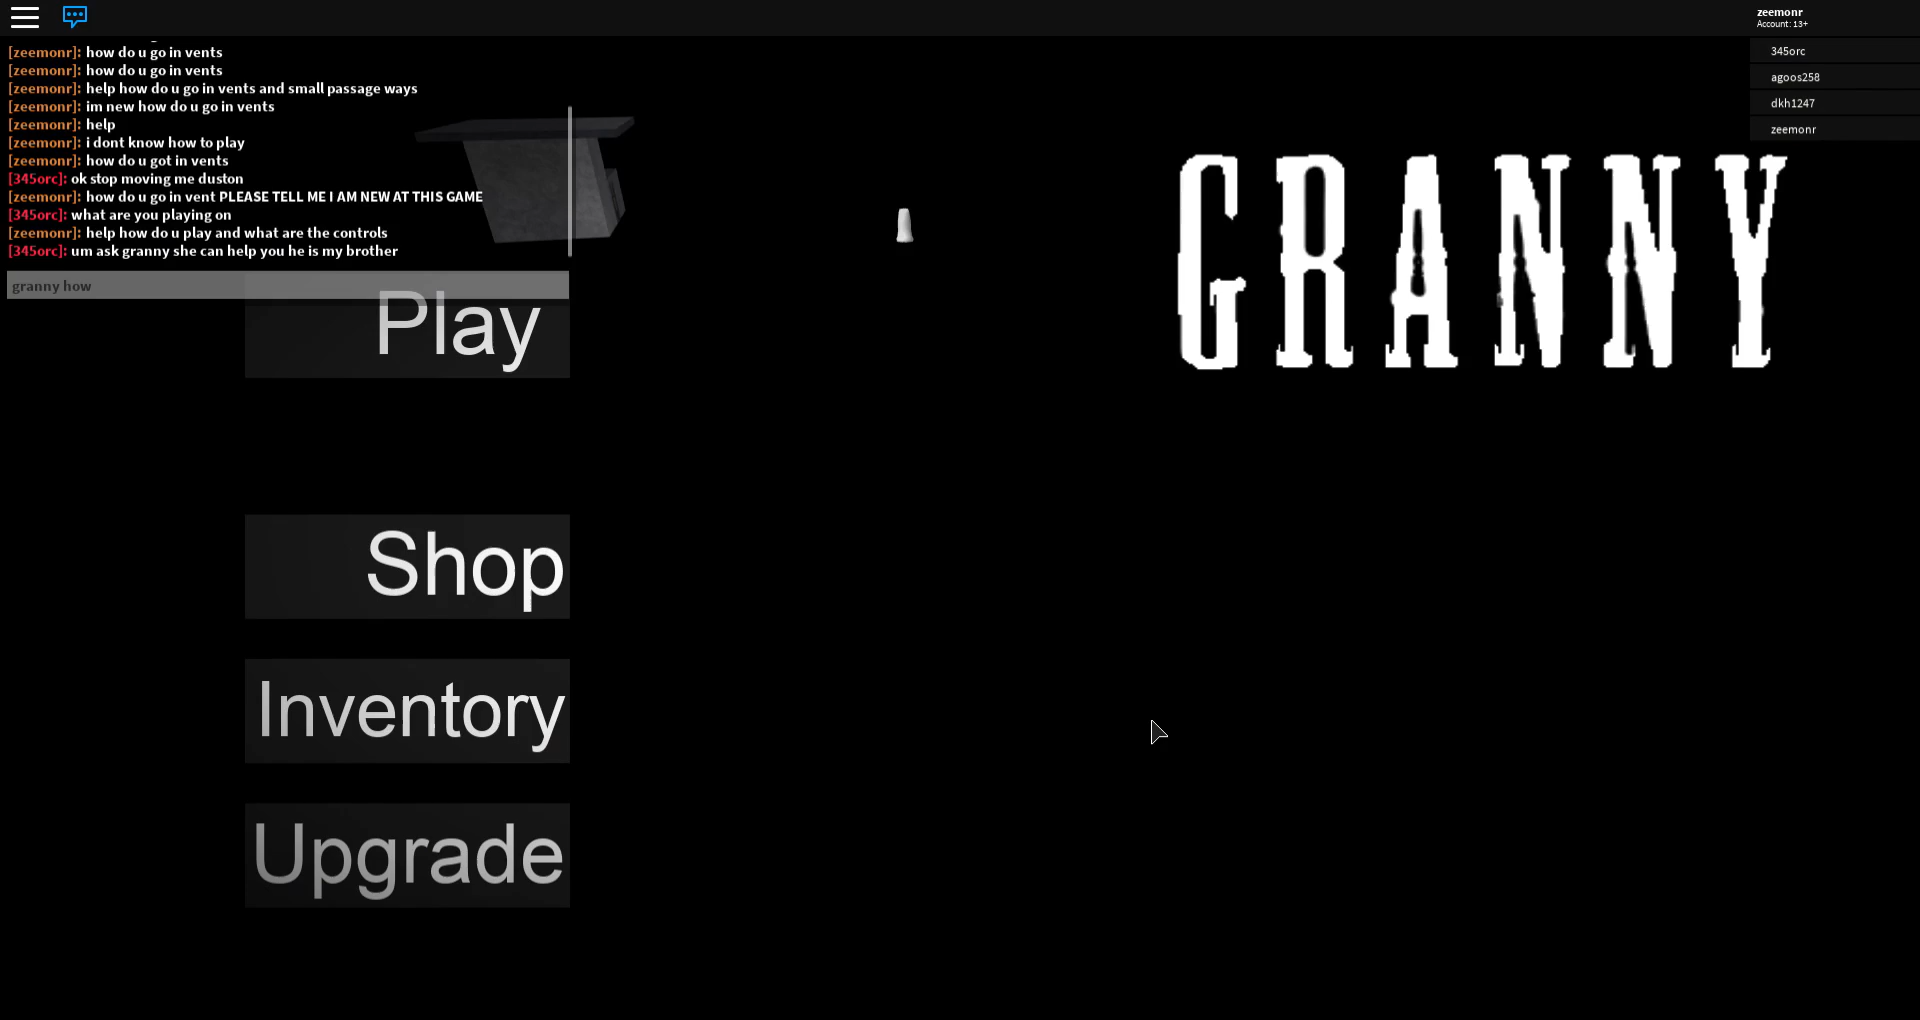 zeemonr
Account: 13+
[zeemonr]: how do u go in vents
[zeemonr]: how do u go in vents
[zeemonr]: help how do u go in vents and small passage ways
[zeemonr]: im new how do u go in vents
[zeemonr]: help
[zeemonr]: i dont know how to play
[zeemonr]: how do u got in vents
[345orc]: ok stop moving me duston
[zeemonr]: how do u go in vent PLEASE TELL ME I AM NEW AT THIS GAME
[345orc]: what are you playing on
[zeemonr]: help how do u play and what are the controls
[345orc]: um ask granny she can help you he is my brother
granny how
345orc
agoos258
dkh1247
zeemonr
GRANNY
Play
Shop
Inventory
Upgrade